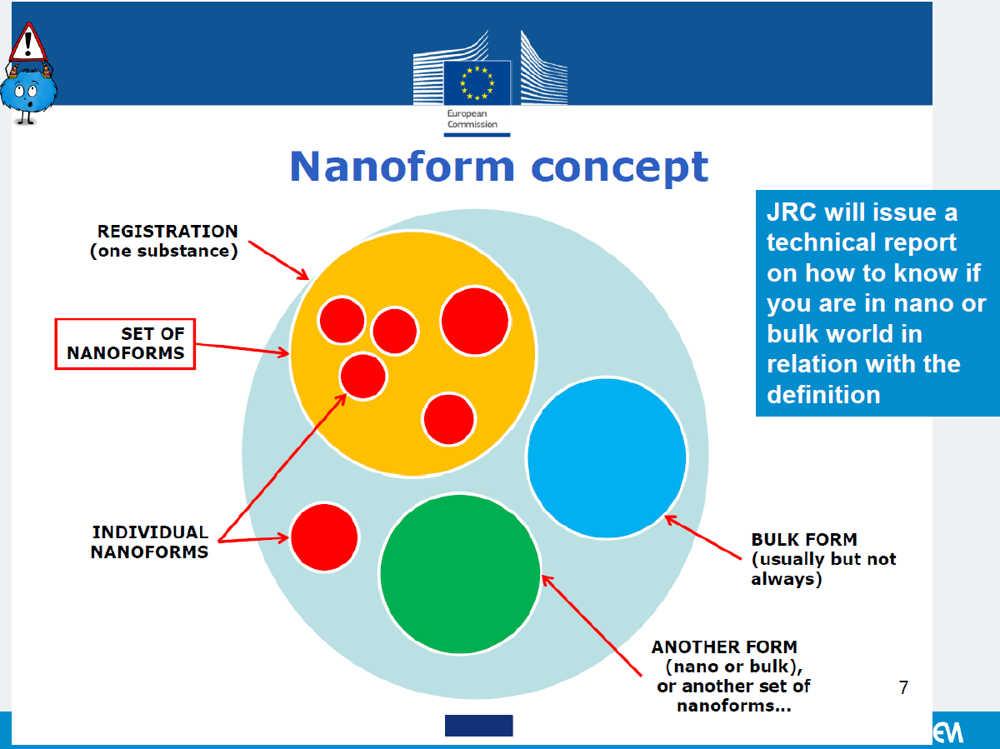 !
European
Commission
Nanoform concept
REGISTRATION
(one substance)
SET OF
NANOFORMS
INDIVIDUAL
NANOFORMS
JRC will issue a
technical report
on how to know if
you are in nano or
bulk world in
relation with the
definition
BULK FORM
(usually but not
always)
ANOTHER FORM
(nano or bulk),
or another set of
nanoforms...
7